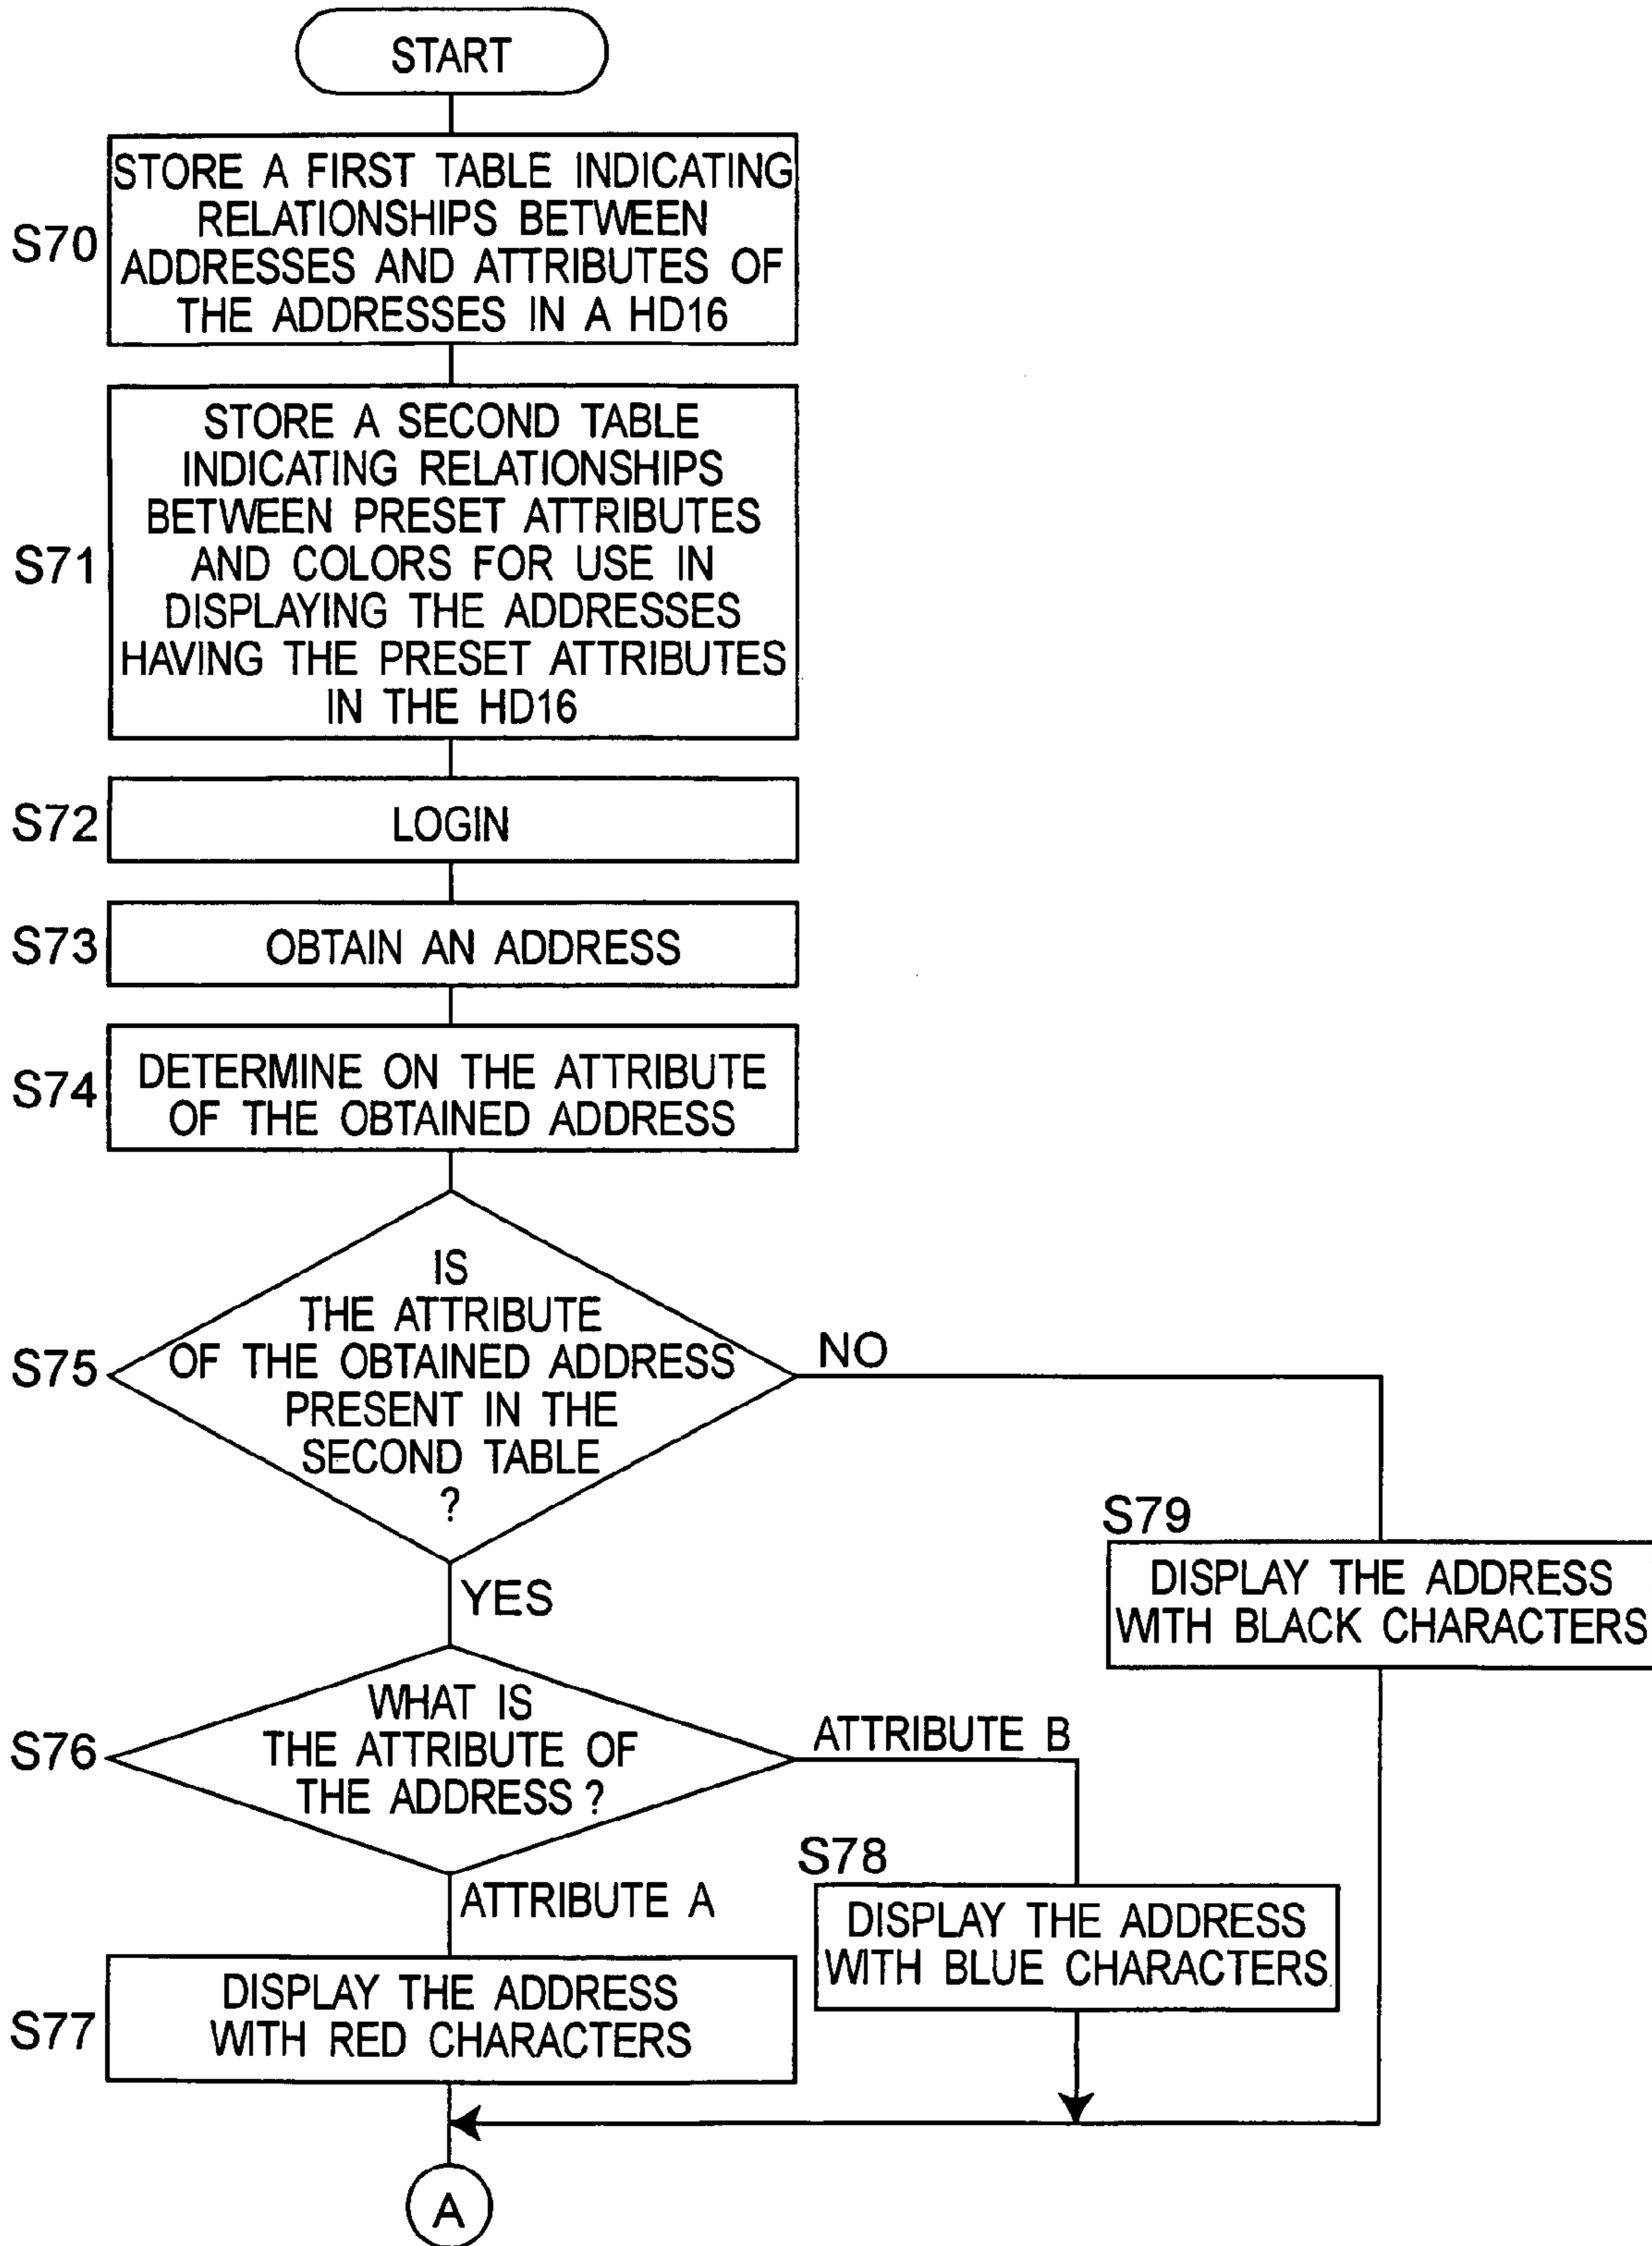 START
S70
STORE A FIRST TABLE INDICATING
RELATIONSHIPS BETWEEN
ADDRESSES AND ATTRIBUTES OF
THE ADDRESSES IN A HD16
S71
STORE A SECOND TABLE
INDICATING RELATIONSHIPS
BETWEEN PRESET ATTRIBUTES
AND COLORS FOR USE IN
DISPLAYING THE ADDRESSES
HAVING THE PRESET ATTRIBUTES
IN THE HD16
S72
LOGIN
S73
OBTAIN AN ADDRESS
S74
DETERMINE ON THE ATTRIBUTE
OF THE OBTAINED ADDRESS
S75
IS
THE ATTRIBUTE
OF THE OBTAINED ADDRESS
PRESENT IN THE
SECOND TABLE
?
NO
YES
S79
DISPLAY THE ADDRESS
WITH BLACK CHARACTERS
S76
WHAT IS
THE ATTRIBUTE OF
THE ADDRESS ?
ATTRIBUTE B
ATTRIBUTE A
S78
DISPLAY THE ADDRESS
WITH BLUE CHARACTERS
S77
DISPLAY THE ADDRESS
WITH RED CHARACTERS
A